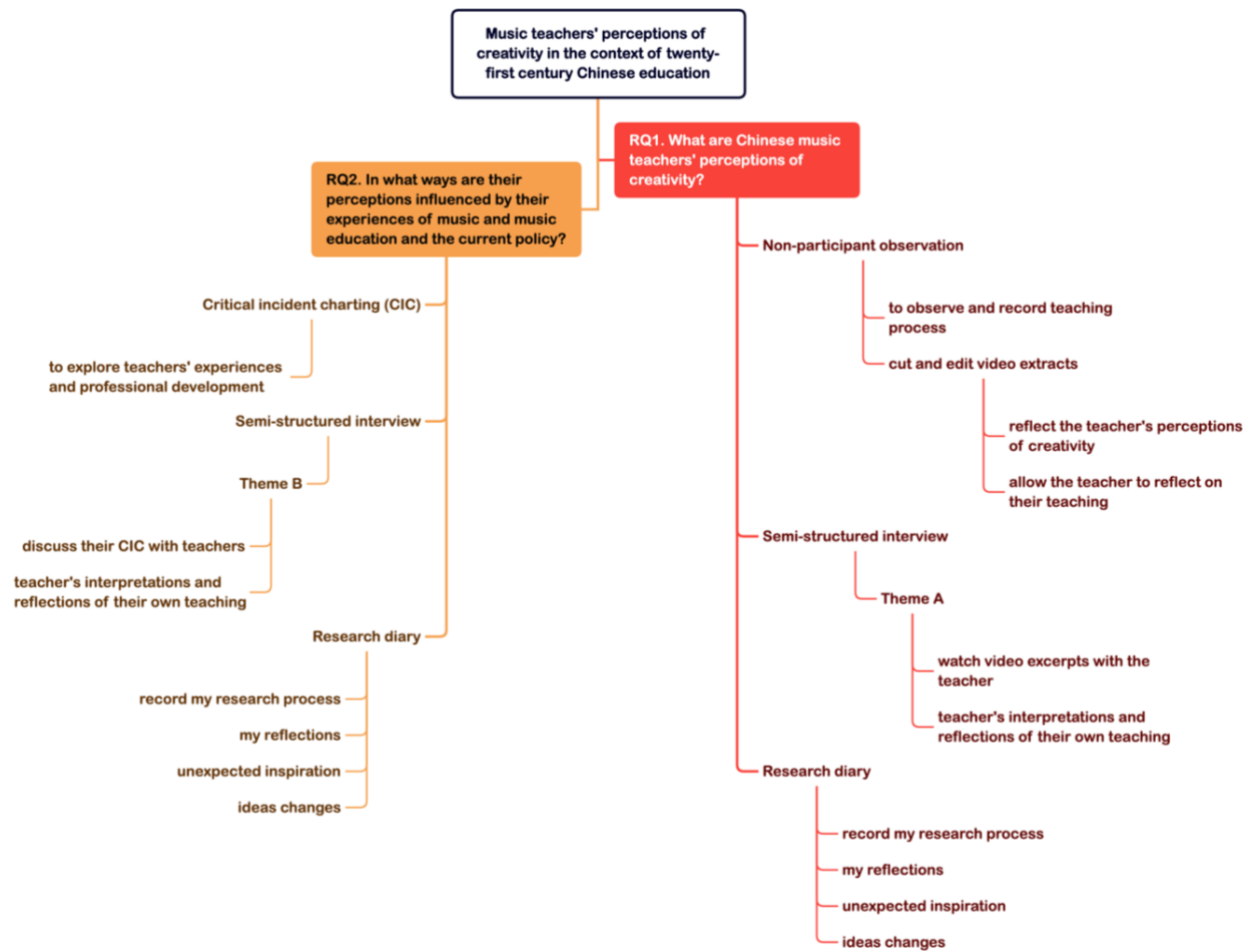 Music teachers' perceptions of
creativity in the context of twenty-
first century Chinese education
RQ1. What are Chinese music
teachers' perceptions of
creativity?
Non-participant observation
to observe and record teaching
process
cut and edit video extracts
reflect the teacher's perceptions
of creativity
allow the teacher to reflect on
their teaching
Semi-structured interview
Theme A
watch video excerpts with the
teacher
teacher's interpretations and
reflections of their own teaching
Research diary
record my research process
my reflections
unexpected inspiration
ideas changes
RQ2. In what ways are their
perceptions influenced by their
experiences of music and music
education and the current policy?
Critical incident charting (CIC)
to explore teachers' experiences
and professional development
Semi-structured interview
Theme B
discuss their CIC with teachers
teacher's interpretations and
reflections of their own teaching
Research diary
record my research process
my reflections
unexpected inspiration
ideas changes